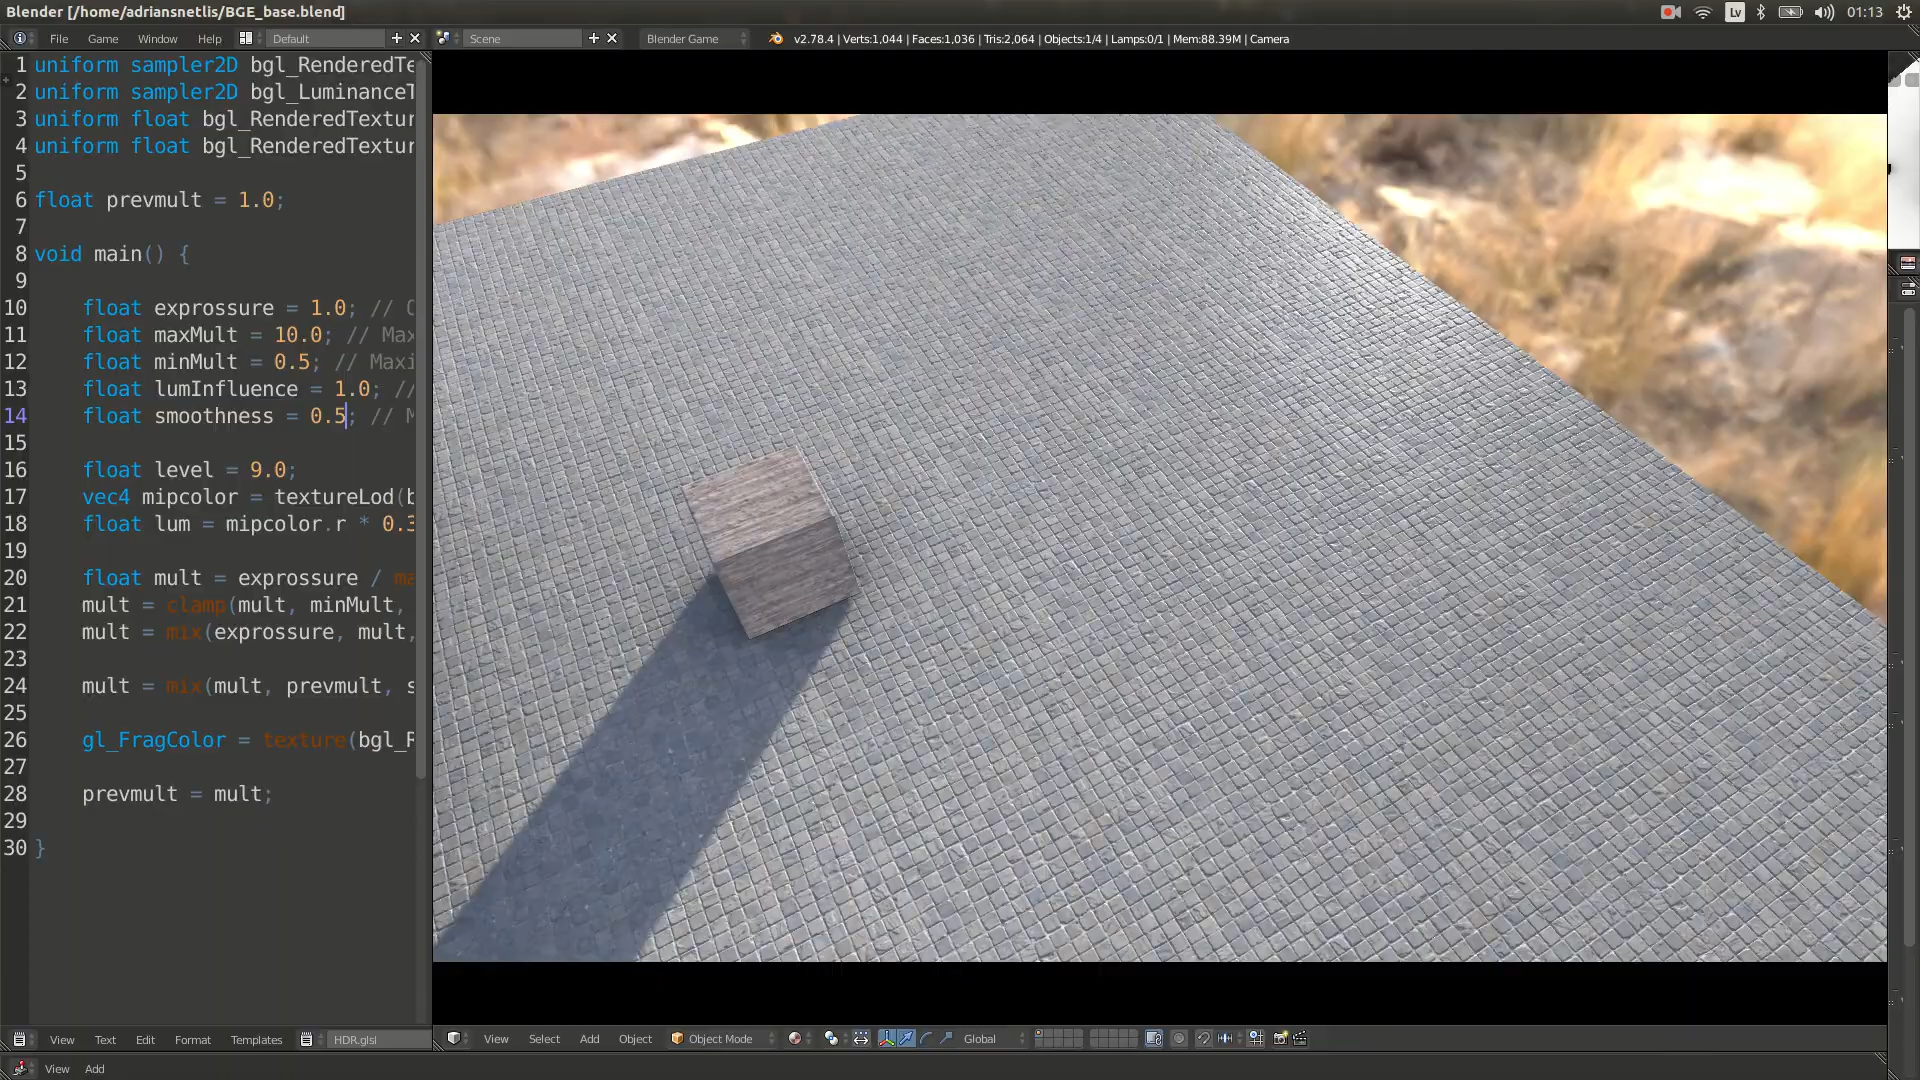 Blender [/home/adriansnetlis/BGE_base.blend]
Lv
01:13
File Game Window Help Default Scene Blender Game v2.78.4 | Verts:1,044 | Faces:1,036 | Tris:2,064 | Objects:1/4 | Lamps:0/1 | Mem:88.39M | Camera
1 uniform sampler2D bgl_RenderedTe
2 uniform sampler2D bgl_LuminanceT
3 uniform float bgl_RenderedTextur
4 uniform float bgl_RenderedTextur
5
6 float prevmult = 1.0;
7
8 void main() {
9
10 float exprossure = 1.0; //
11 float maxMult = 10.0; // Max
12 float minMult = 0.5; // Maxi
13 float lumInfluence = 1.0; //
14 float smoothness = 0.5; // M
15
16 float level = 9.0;
17 vec4 mipcolor = textureLod(b
18 float lum = mipcolor.r * 0.3
19
20 float mult = exprossure / ma
21 mult = clamp(mult, minMult,
22 mult = mix(exprossure, mult,
23
24 mult = mix(mult, prevmult, s
25
26 gl_FragColor = texture(bgl_R
27
28 prevmult = mult;
29
30 }
View Text Edit Format Templates HDR.glsl View Select Add Object Object Mode Global
View Add